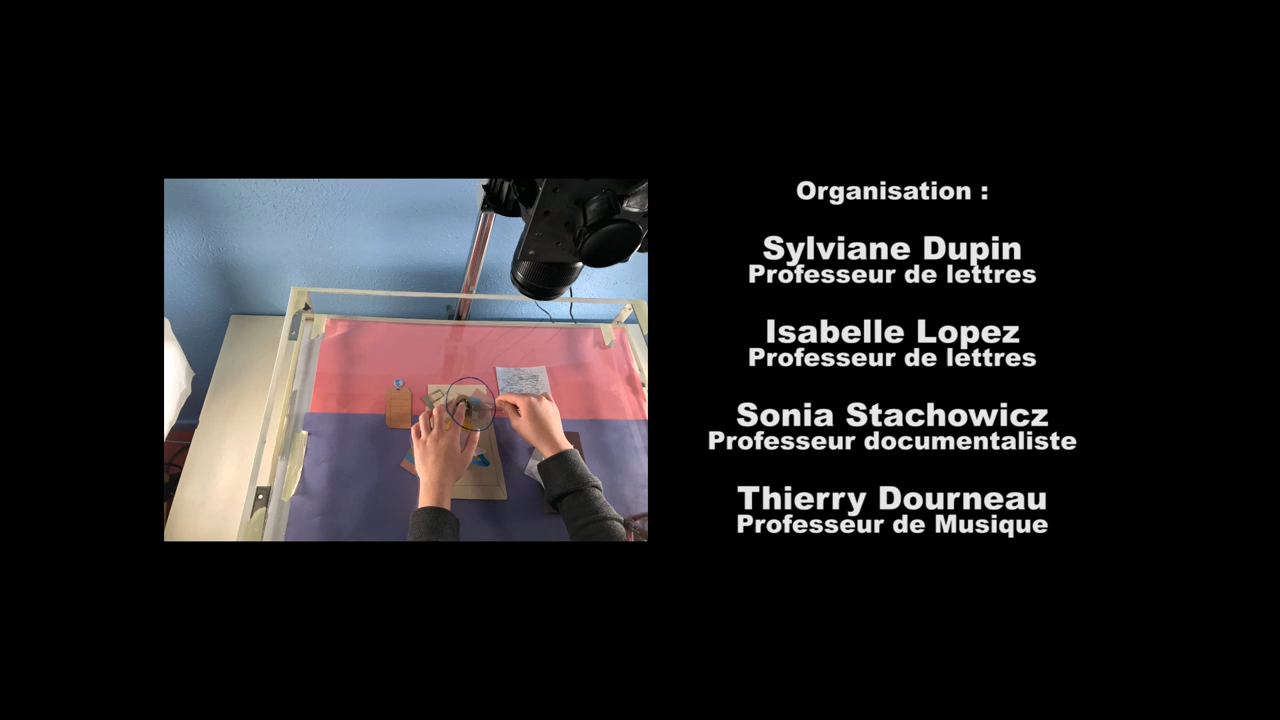 Organisation :
Sylviane Dupin
Professeur de lettres
Isabelle Lopez
Professeur de lettres
Sonia Stachowicz
Professeur documentaliste
Thierry Dourneau
Professeur de Musique